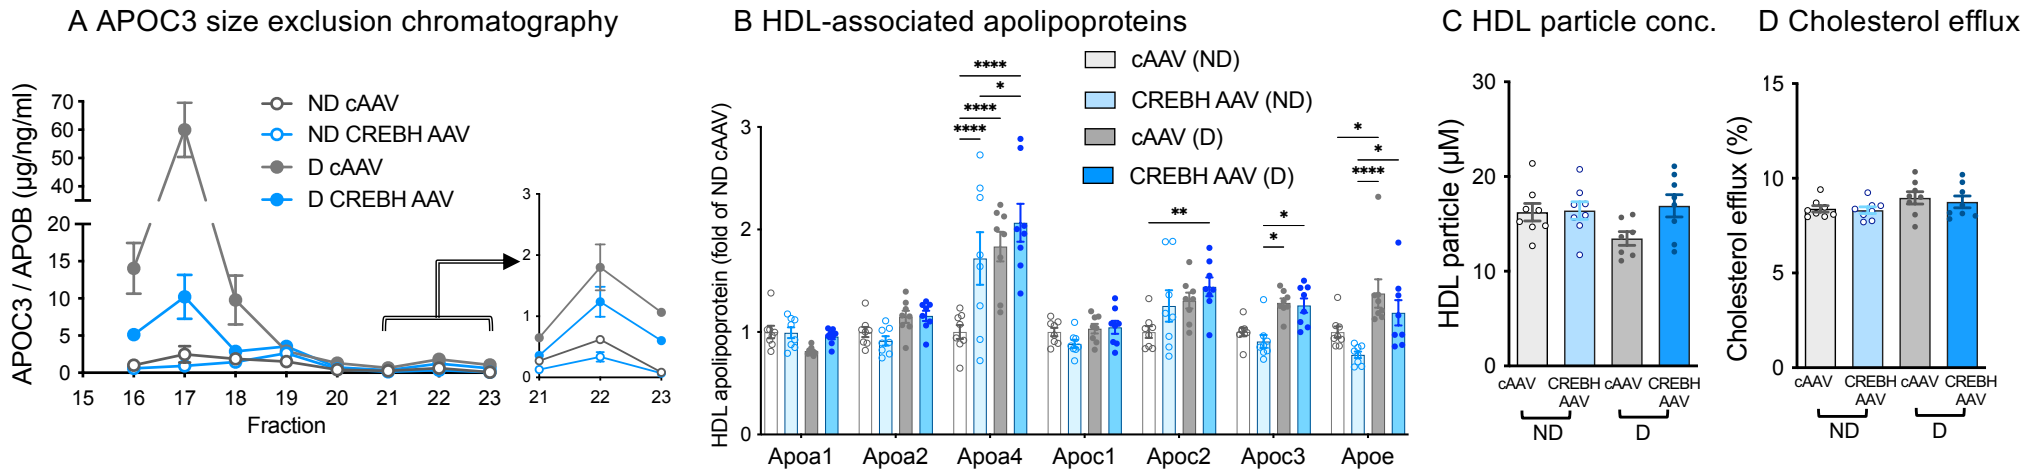 A APOC3 size exclusion chromatography
APOC3 / APOB (µg/ng/ml)
70
60
50
40
20
15
10
5
0
15 16 17 18 19 20 21 22 23
Fraction
ND cAAV
ND CREBH AAV
D cAAV
D CREBH AAV
3
2
1
0
21 22 23
B HDL-associated apolipoproteins
HDL apolipoprotein (fold of ND cAAV)
3
2
1
0
cAAV (ND)
CREBH AAV (ND)
cAAV (D)
CREBH AAV (D)
****
*
****
****
**
*
*
*
*
****
Apoa1 Apoa2 Apoa4 Apoc1 Apoc2 Apoc3 Apoe
C HDL particle conc.
HDL particle (µM)
30
20
10
0
cAAV CREBH AAV cAAV CREBH AAV
ND D
D Cholesterol efflux
Cholesterol efflux (%)
15
10
5
0
cAAV CREBH AAV cAAV CREBH AAV
ND D